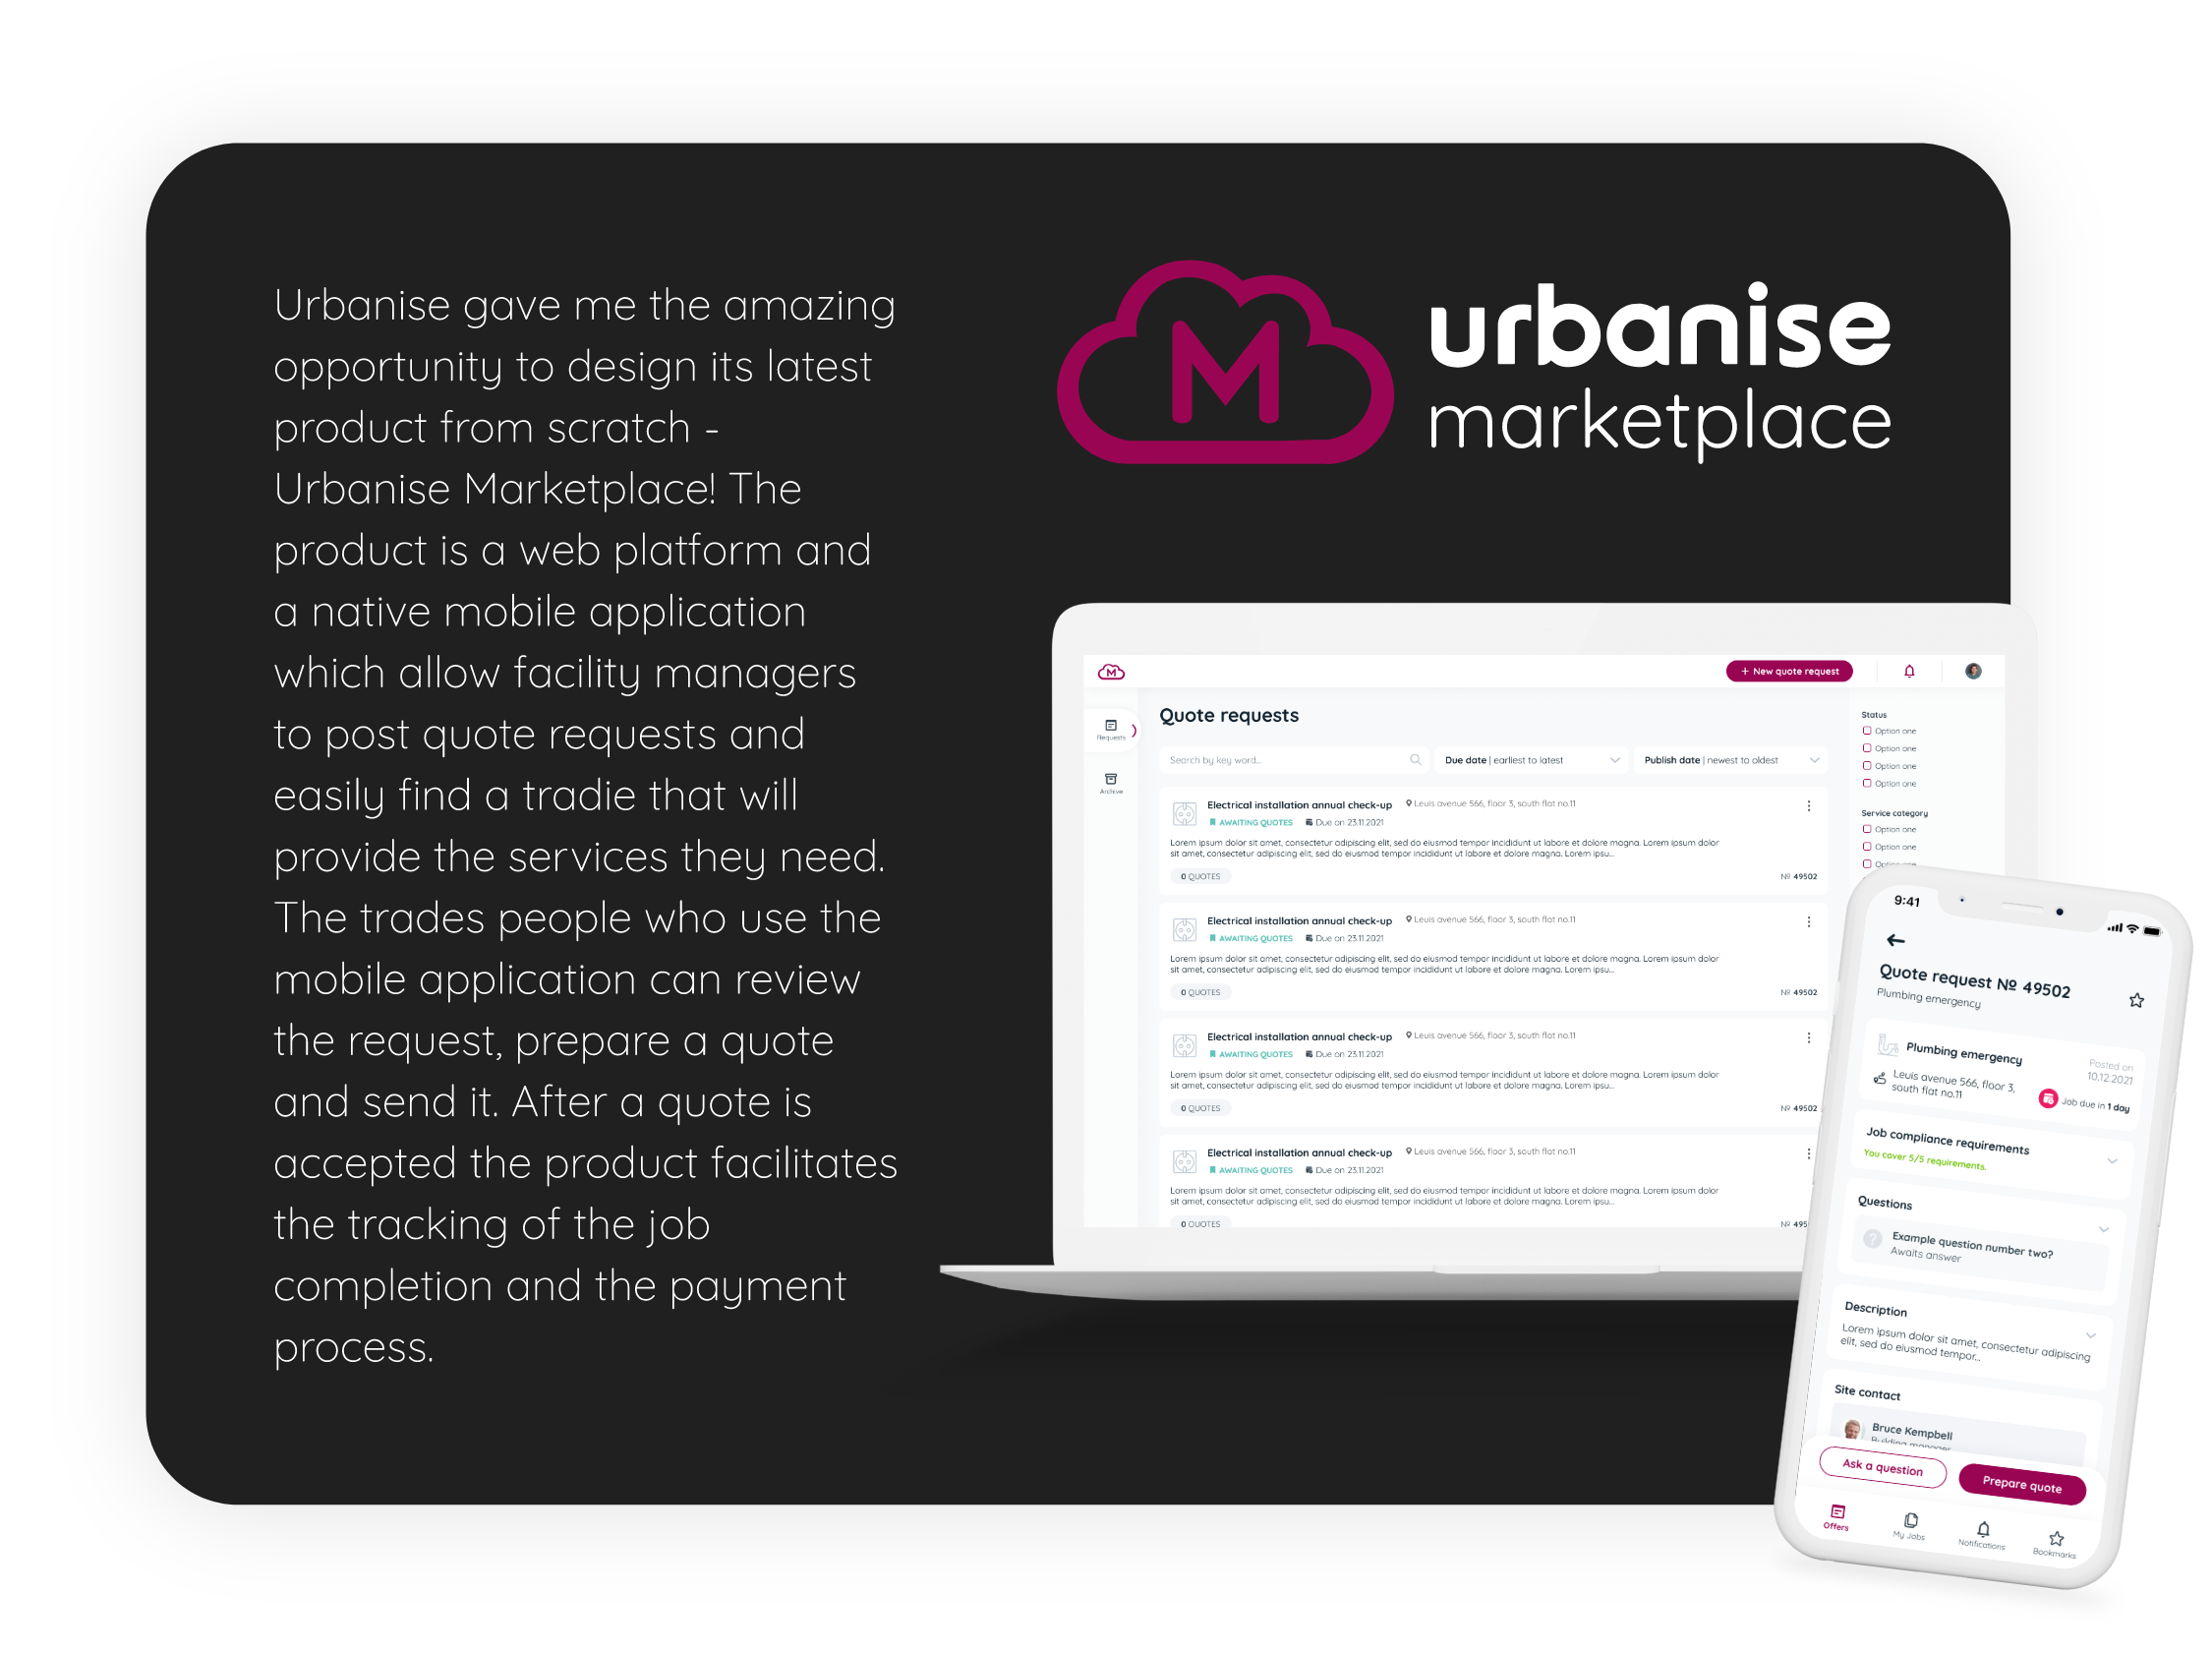 Urbanise gave me the amazing
opportunity to design its latest
product from scratch -
Urbanise Marketplace! The
product is a web platform and
a native mobile application
which allow facility managers
to post quote requests and
easily find a tradie that will
provide the services they need.
The trades people who use the
mobile application can review
the request, prepare a quote
and send it. After a quote is
accepted the product facilitates
the tracking of the job
completion and the payment
process.
M
urbanise
marketplace
M
+ New quote request
Requests
Archive
Quote requests
Search by key word...
Due date | earliest to latest
Publish date | newest to oldest
Electrical installation annual check-up
Leuis avenue 566, floor 3, south flat no.11
AWAITING QUOTES
Due on 23.11.2021
Lorem ipsum dolor sit amet, consectetur adipiscing elit, sed do eiusmod tempor incididunt ut labore et dolore magna. Lorem ipsum dolor
sit amet, consectetur adipiscing elit, sed do eiusmod tempor incididunt ut labore et dolore magna. Lorem ipsu...
0 QUOTES
№ 49502
Electrical installation annual check-up
Leuis avenue 566, floor 3, south flat no.11
AWAITING QUOTES
Due on 23.11.2021
Lorem ipsum dolor sit amet, consectetur adipiscing elit, sed do eiusmod tempor incididunt ut labore et dolore magna. Lorem ipsum dolor
sit amet, consectetur adipiscing elit, sed do eiusmod tempor incididunt ut labore et dolore magna. Lorem ipsu...
0 QUOTES
№ 49502
Electrical installation annual check-up
Leuis avenue 566, floor 3, south flat no.11
AWAITING QUOTES
Due on 23.11.2021
Lorem ipsum dolor sit amet, consectetur adipiscing elit, sed do eiusmod tempor incididunt ut labore et dolore magna. Lorem ipsum dolor
sit amet, consectetur adipiscing elit, sed do eiusmod tempor incididunt ut labore et dolore magna. Lorem ipsu...
0 QUOTES
№ 49502
Electrical installation annual check-up
Leuis avenue 566, floor 3, south flat no.11
AWAITING QUOTES
Due on 23.11.2021
Lorem ipsum dolor sit amet, consectetur adipiscing elit, sed do eiusmod tempor incididunt ut labore et dolore magna. Lorem ipsum dolor
sit amet, consectetur adipiscing elit, sed do eiusmod tempor incididunt ut labore et dolore magna. Lorem ipsu...
0 QUOTES
№ 495
Status
Option one
Option one
Option one
Option one
Service category
Option one
Option one
9:41
Quote request № 49502
Plumbing emergency
Plumbing emergency
Posted on
10.12.2021
Leuis avenue 566, floor 3,
south flat no.11
Job due in 1 day
Job compliance requirements
You cover 5/5 requirements.
Questions
Example question number two?
Awaits answer
Description
Lorem ipsum dolor sit amet, consectetur adipiscing
elit, sed do eiusmod tempor...
Site contact
Bruce Kempbell
Building manager
Ask a question
Prepare quote
Offers
My Jobs
Notifications
Bookmarks